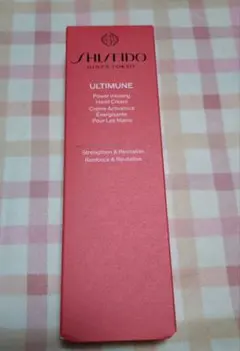 SHISEIDO
GINZA TOKYO
ULTIMUNE
Power Infusing
Hand Cream
Crème Activatrice
Énergisante
Pour Les Mains
Strengthen & Revitalize
Renforce & Revitalise